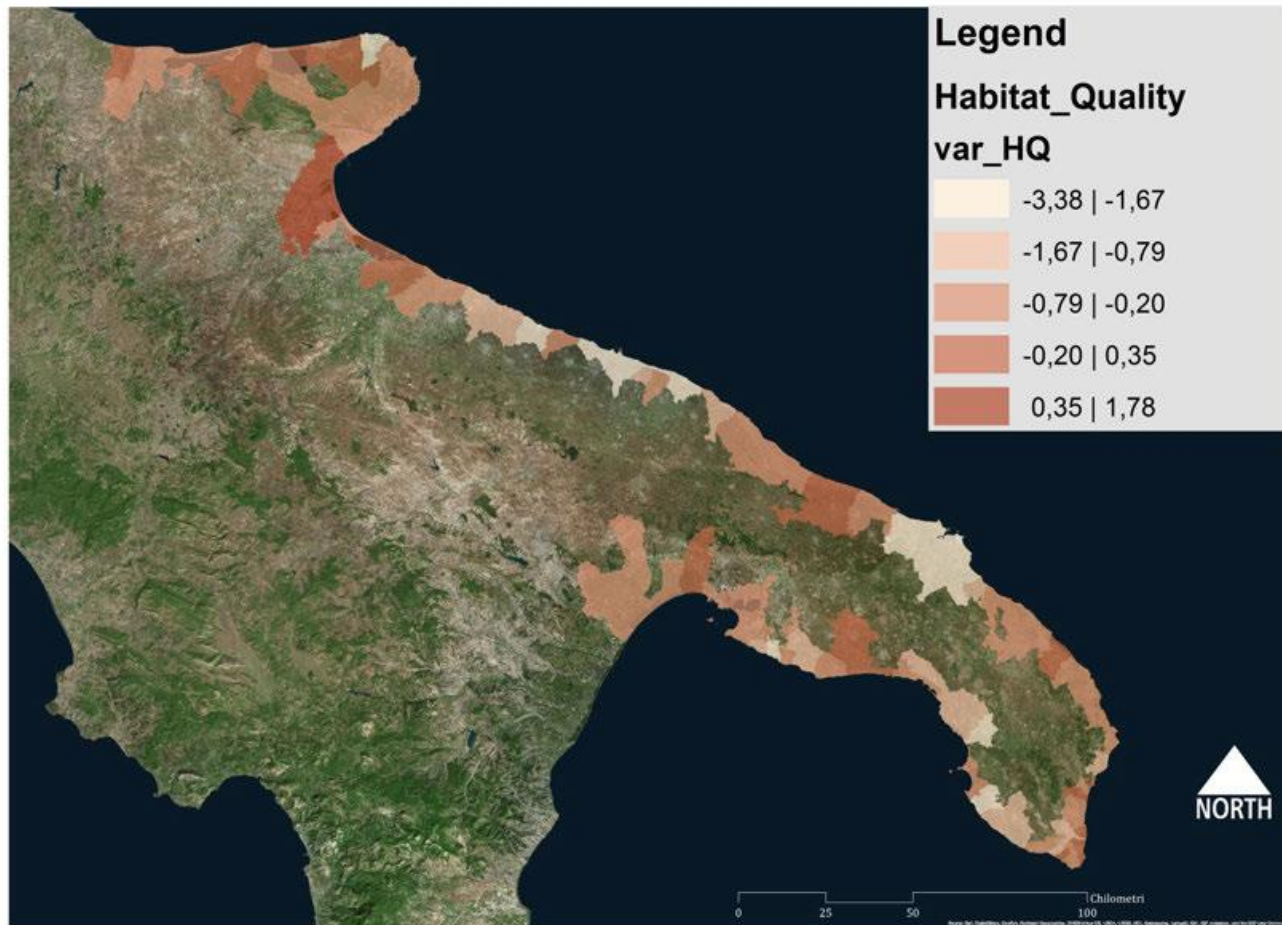 Legend
Habitat_Quality
var_HQ
-3,38 | -1,67
-1,67 | -0,79
-0,79 | -0,20
-0,20 | 0,35
0,35 | 1,78
NORTH
Chilometri
0 25 50 100